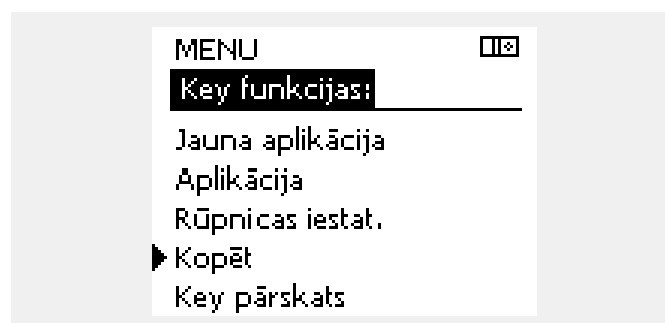 MENU
Key funkcijas:
Jauna aplikācija
Aplikācija
Rūpnicas iestat.
Kopēt
Key pārskats